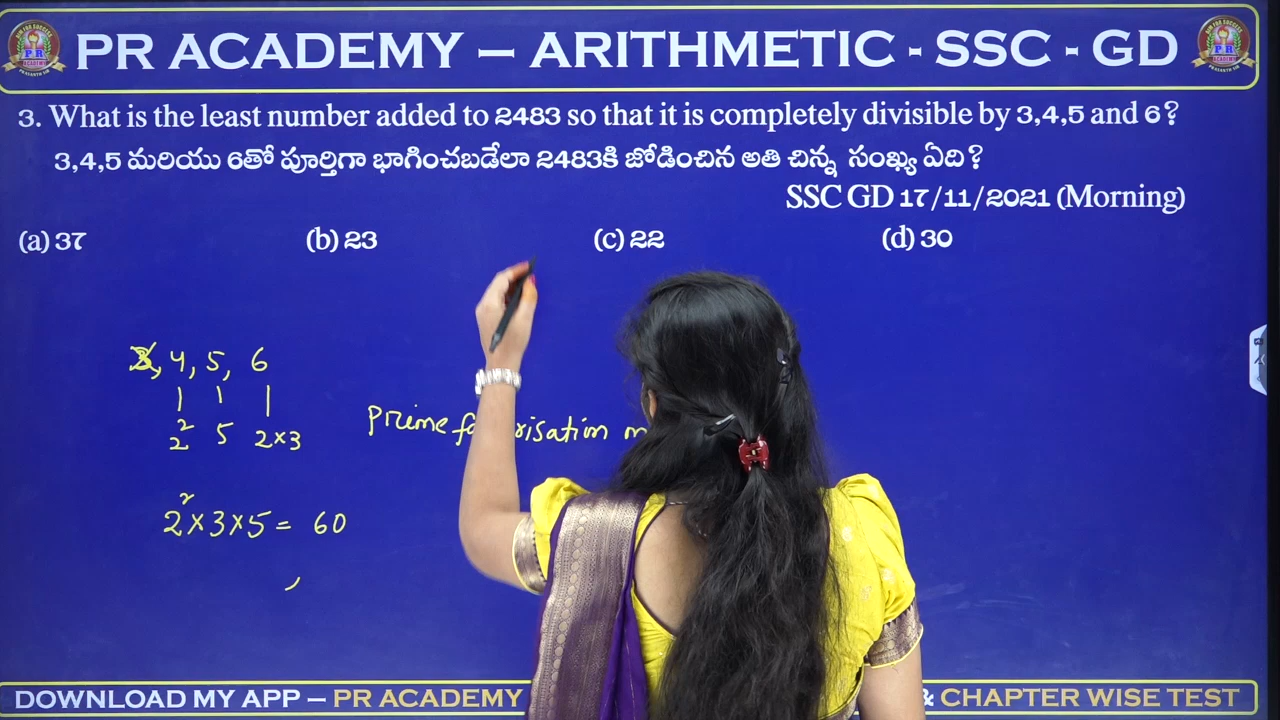 PR ACADEMY – ARITHMETIC - SSC - GD
3. What is the least number added to 2483 so that it is completely divisible by 3,4,5 and 6?
3,4,5 మరియు 6తో పూర్తిగా భాగించబడేలా 2483కి జోడించిన అతి చిన్న సంఖ్య ఏది?
SSC GD 17/11/2021 (Morning)
(a) 37 (b) 23 (c) 22 (d) 30
3, 4, 5, 6
2² 5 2×3
Prime
2²×3×5 = 60
DOWNLOAD MY APP – PR ACADEMY & CHAPTER WISE TEST